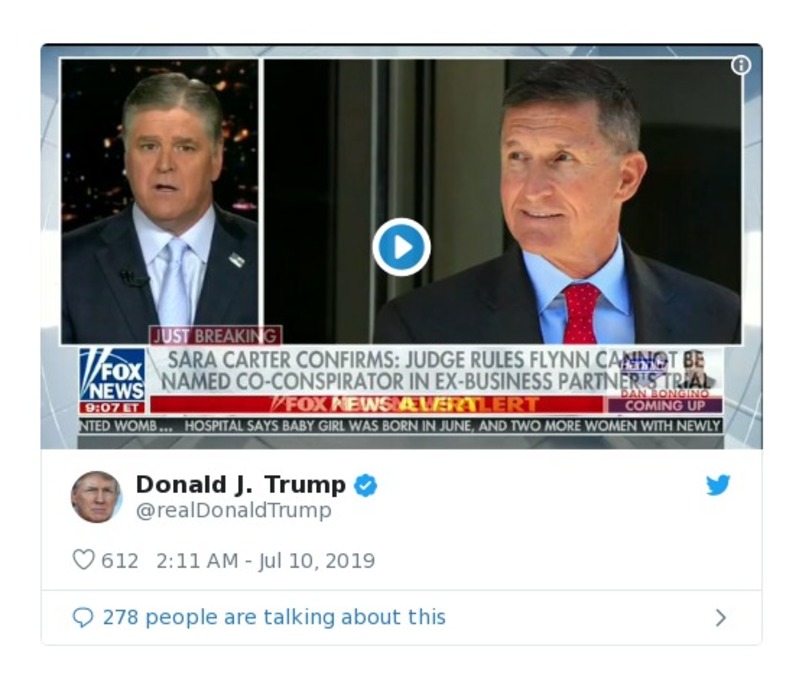 JUST BREAKING
SARA CARTER CONFIRMS: JUDGE RULES FLYNN CANNOT BE
NAMED CO-CONSPIRATOR IN EX-BUSINESS PARTNER'S TRIAL
FOX
NEWS
9:07 ET
FOX NEWS ALERT
DAN BONGINO
COMING UP
NTED WOMB... HOSPITAL SAYS BABY GIRL WAS BORN IN JUNE, AND TWO MORE WOMEN WITH NEWLY
Donald J. Trump
@realDonaldTrump
612 2:11 AM - Jul 10, 2019
278 people are talking about this